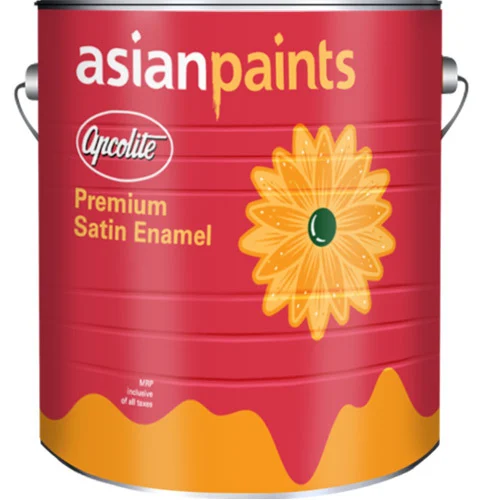 asianpaints
apcolite
Premium
Satin Enamel
MRP
inclusive
of all taxes